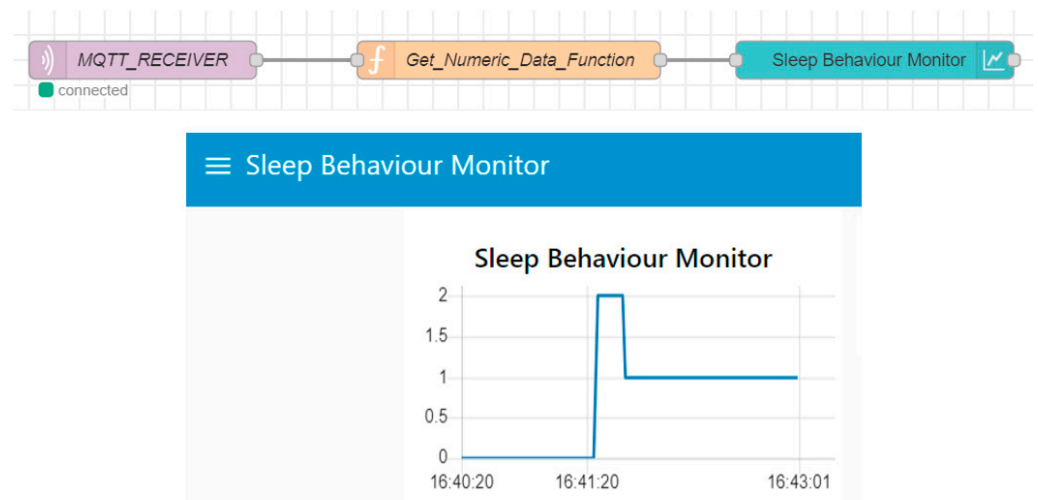 MQTT_RECEIVER
Get_Numeric_Data_Function
Sleep Behaviour Monitor
connected
Sleep Behaviour Monitor
Sleep Behaviour Monitor
2
1.5
1
0.5
0
16:40:20 16:41:20 16:43:01